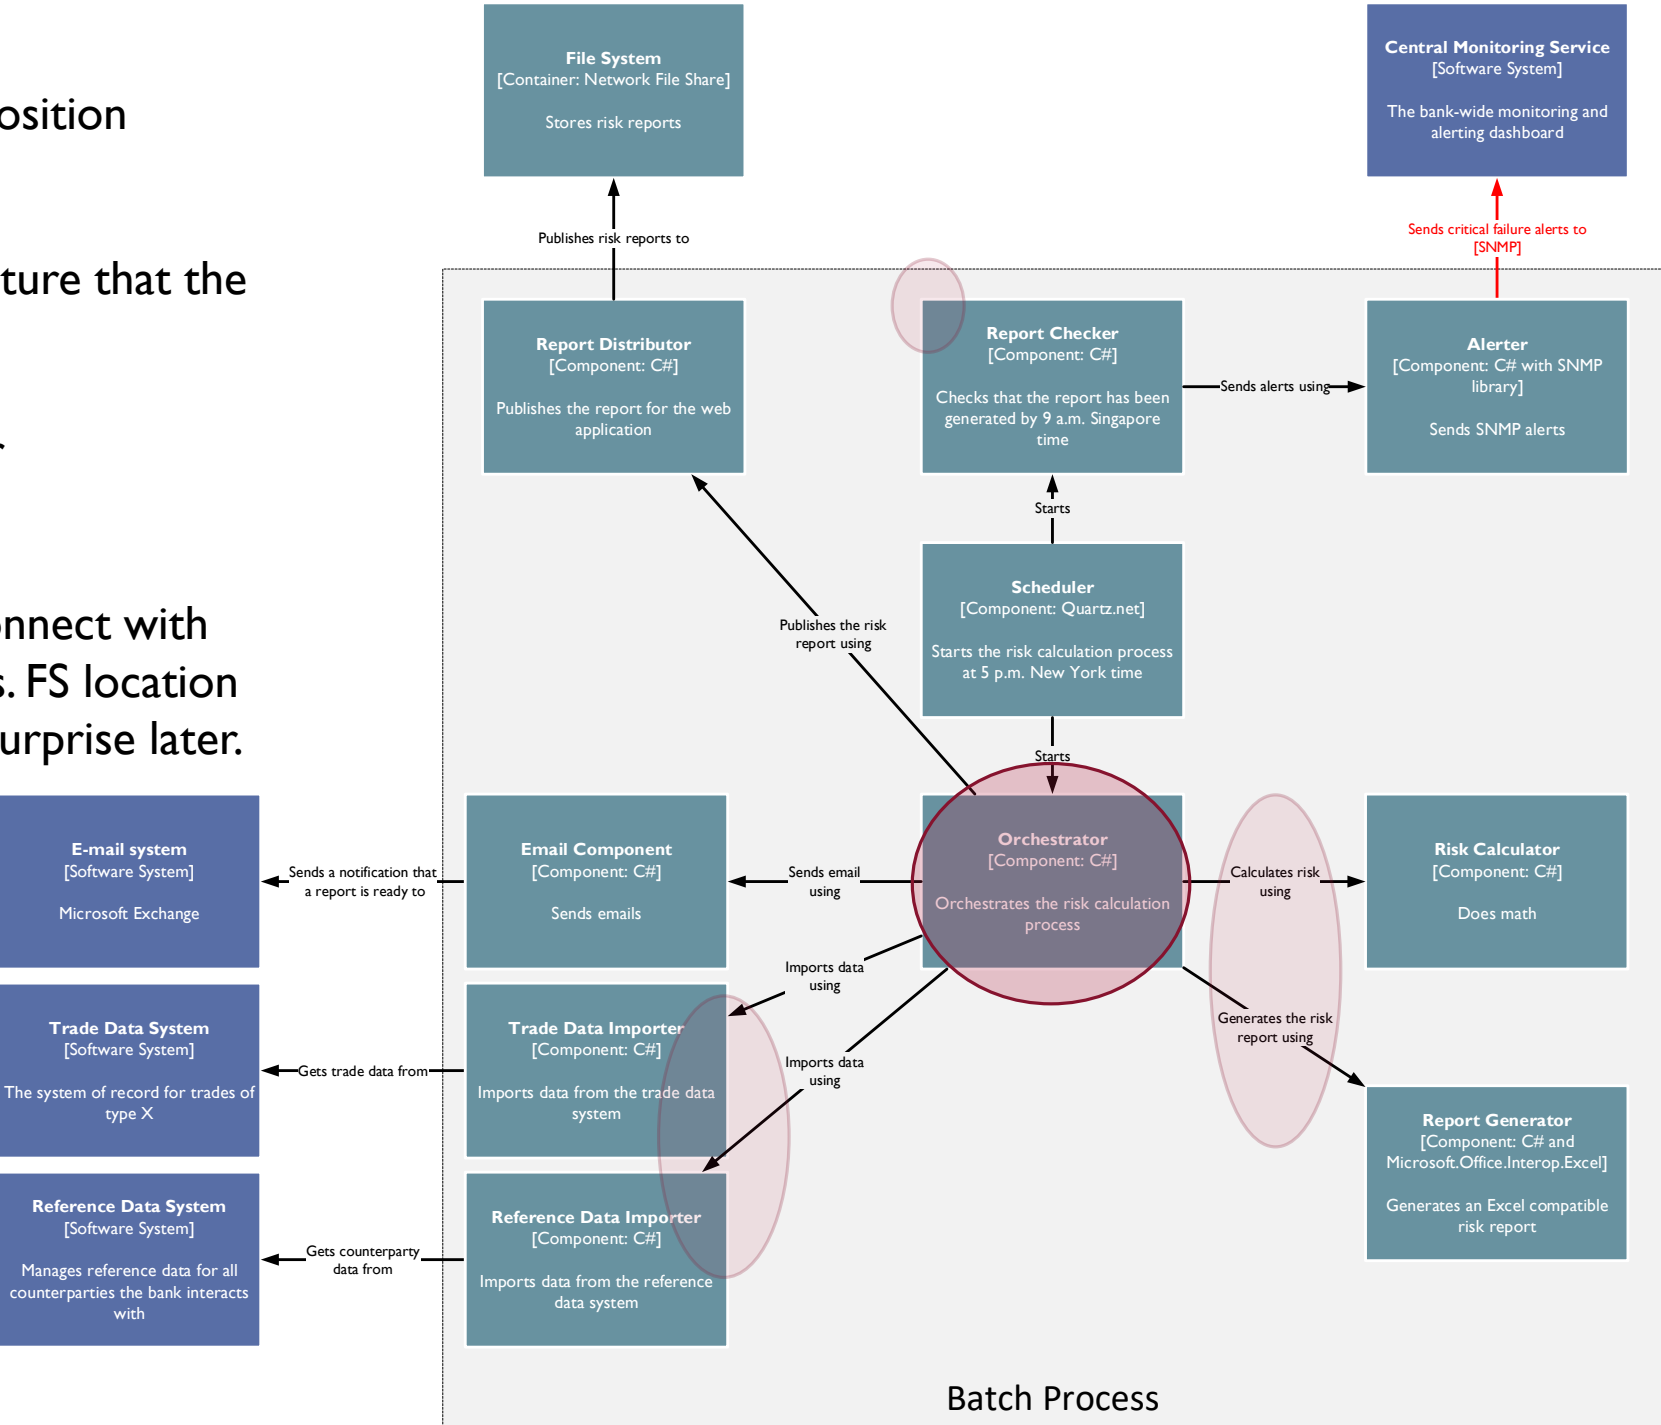 osition
ture that the
onnect with
s. FS location
urprise later.
File System
[Container: Network File Share]
Stores risk reports
Central Monitoring Service
[Software System]
The bank-wide monitoring and
alerting dashboard
Publishes risk reports to
Sends critical failure alerts to
[SNMP]
Report Distributor
[Component: C#]
Publishes the report for the web
application
Report Checker
[Component: C#]
Checks that the report has been
generated by 9 a.m. Singapore
time
Sends alerts using
Alerter
[Component: C# with SNMP
library]
Sends SNMP alerts
Starts
Scheduler
[Component: Quartz.net]
Starts the risk calculation process
at 5 p.m. New York time
Publishes the risk
report using
Starts
E-mail system
[Software System]
Microsoft Exchange
Sends a notification that
a report is ready to
Email Component
[Component: C#]
Sends emails
Sends email
using
Orchestrator
[Component: C#]
Orchestrates the risk calculation
process
Calculates risk
using
Risk Calculator
[Component: C#]
Does math
Imports data
using
Trade Data System
[Software System]
The system of record for trades of
type X
Gets trade data from
Trade Data Importer
[Component: C#]
Imports data from the trade data
system
Imports data
using
Generates the risk
report using
Report Generator
[Component: C# and
Microsoft.Office.Interop.Excel]
Generates an Excel compatible
risk report
Reference Data System
[Software System]
Manages reference data for all
counterparties the bank interacts
with
Gets counterparty
data from
Reference Data Importer
[Component: C#]
Imports data from the reference
data system
Batch Process